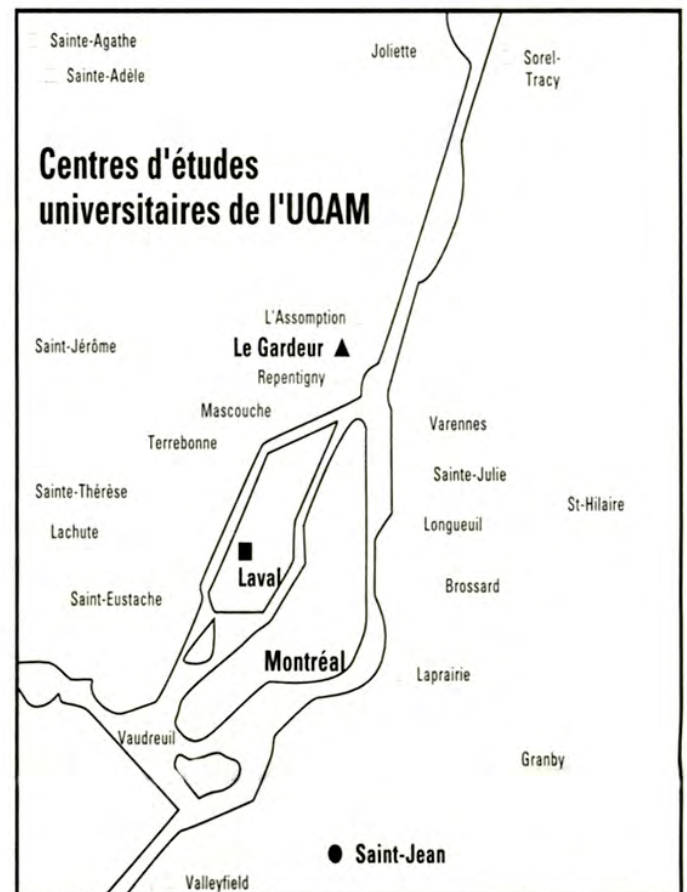 Sainte-Agathe
Joliette
Sorel-
Tracy
Sainte-Adèle
Centres d'études
universitaires de l'UQAM
L'Assomption
Saint-Jérôme
Le Gardeur
Repentigny
Mascouche
Varennes
Terrebonne
Sainte-Julie
Sainte-Thérèse
St-Hilaire
Lachute
Longueuil
Laval
Brossard
Saint-Eustache
Montréal
Laprairie
Vaudreuil
Granby
Saint-Jean
Valleyfield